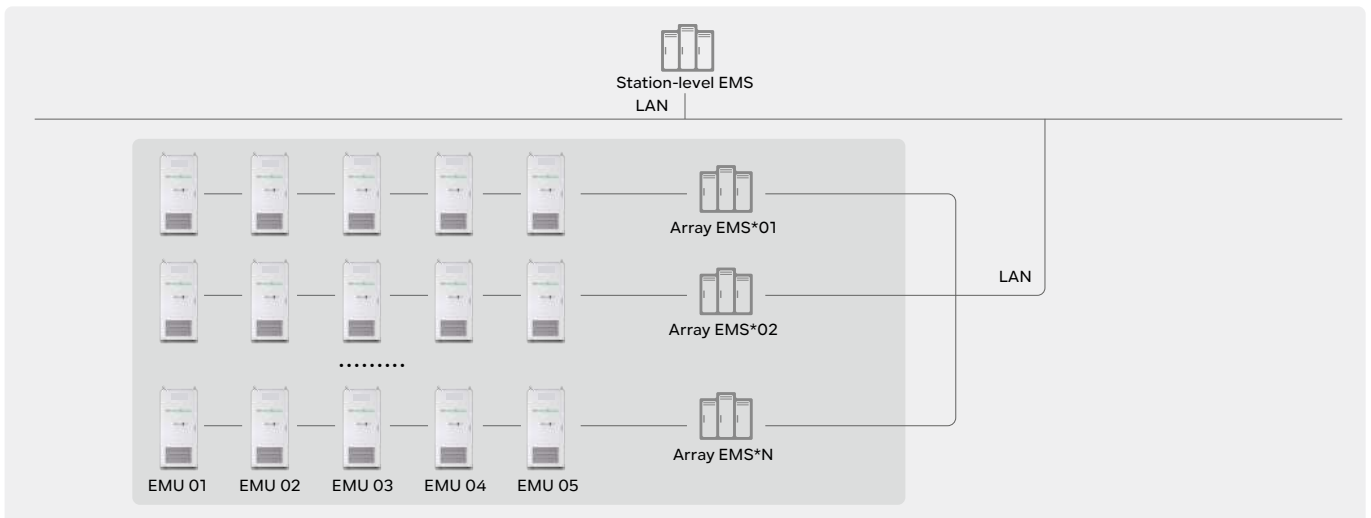 Station-level EMS
LAN
Array EMS*01
LAN
Array EMS*02
.........
Array EMS*N
EMU 01 EMU 02 EMU 03 EMU 04 EMU 05